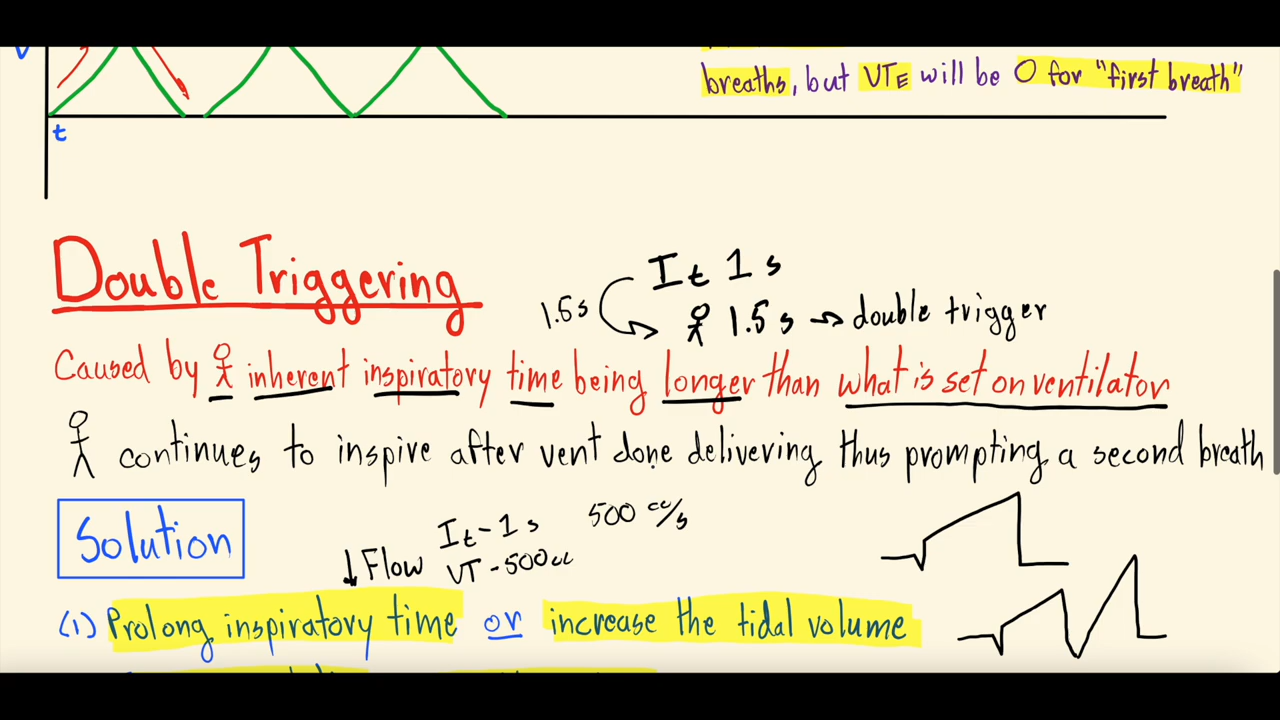 breaths, but VTE will be 0 for "first breath"
t
Double Triggering
It 1 s
1.5 s
1.5 s → double trigger
Caused by inherent inspiratory time being longer than what is set on ventilator
continues to inspire after vent done delivering thus prompting a second breath
Solution
It - 1 s
500 cc/s
↓ Flow
VT - 500 cc
(1) Prolong inspiratory time or increase the tidal volume